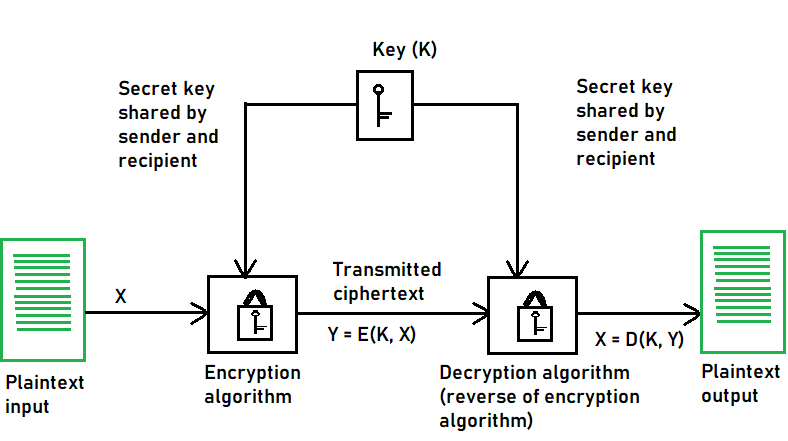 Key (K)
Secret key
shared by
sender and
recipient
Secret key
shared by
sender and
recipient
X
Transmitted
ciphertext
Y = E(K, X)
X = D(K, Y)
Plaintext
input
Encryption
algorithm
Decryption algorithm
(reverse of encryption
algorithm)
Plaintext
output